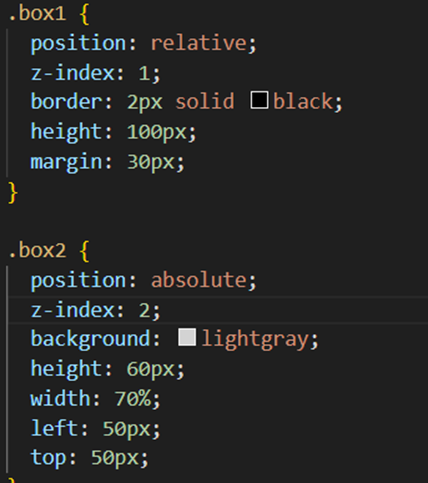 .box1 {
position: relative;
z-index: 1;
border: 2px solid black;
height: 100px;
margin: 30px;
}
.box2 {
position: absolute;
z-index: 2;
background: lightgray;
height: 60px;
width: 70%;
left: 50px;
top: 50px;
}